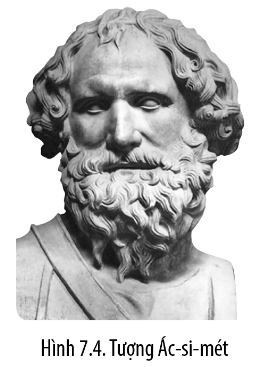 Hình 7.4. Tượng Ác-si-mét